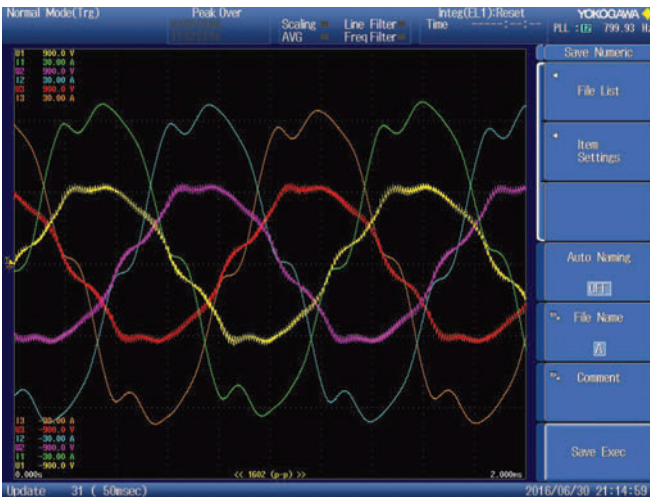 Normal Mode(Trg) Peak Over Scaling AVG Line Filter Freq Filter Integ(EL1):Reset Time -----:--:-- YOKOGAWA
PLL : I2 799.93 Hz
U1 900.0 V
I1 30.00 A
U2 900.0 V
I2 30.00 A
U3 900.0 V
I3 30.00 A
Save Numeric
File List
Item
Settings
Auto Naming
OFF
File Name
Comment
Save Exec
I3 -30.00 A
U3 -900.0 V
I2 -30.00 A
U2 -900.0 V
I1 -30.00 A
U1 -900.0 V
0.000s << 1602 (p-p) >> 2.000ms
Update 31 ( 50msec) 2016/06/30 21:14:59